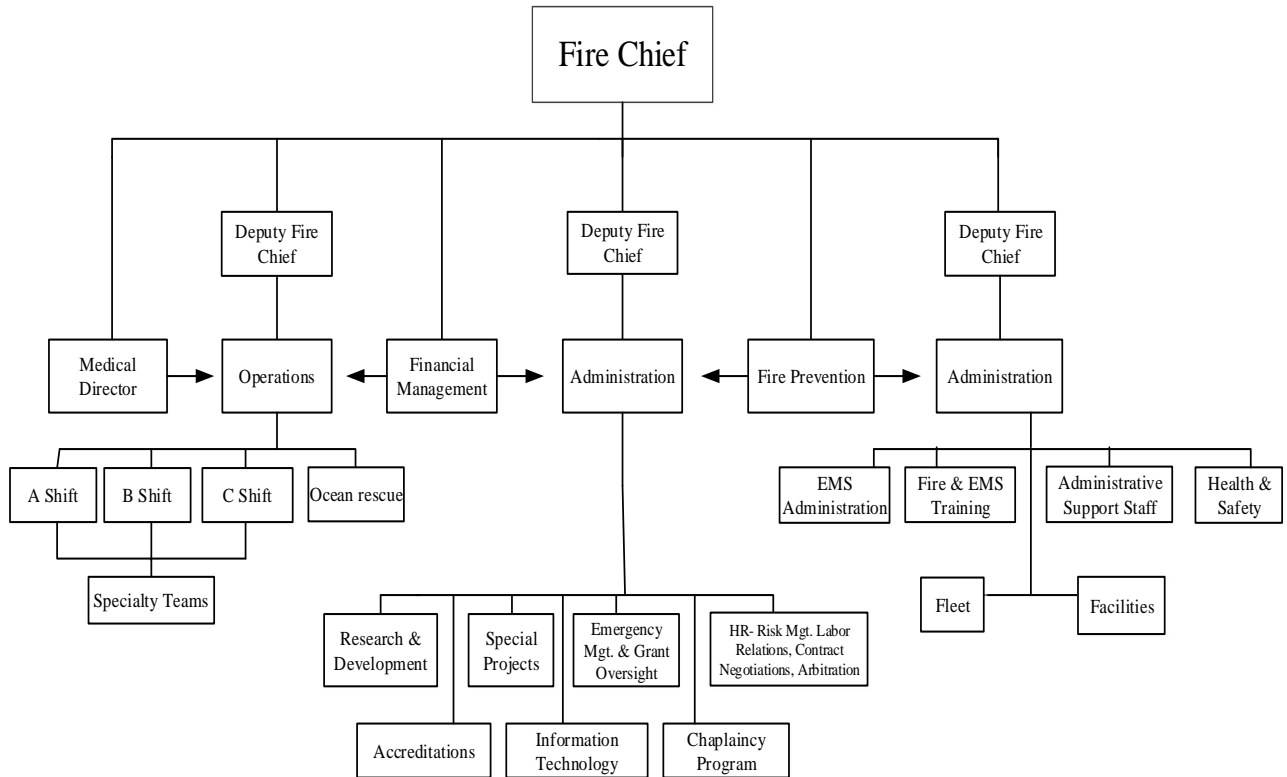 Fire Chief
Deputy Fire
Chief
Deputy Fire
Chief
Deputy Fire
Chief
Medical
Director
Operations
Financial
Management
Administration
Fire Prevention
Administration
A Shift
B Shift
C Shift
Ocean rescue
EMS
Administration
Fire & EMS
Training
Administrative
Support Staff
Health &
Safety
Specialty Teams
Fleet
Facilities
Research &
Development
Special
Projects
Emergency
Mgt. & Grant
Oversight
HR- Risk Mgt. Labor
Relations, Contract
Negotiations, Arbitration
Accreditations
Information
Technology
Chaplaincy
Program